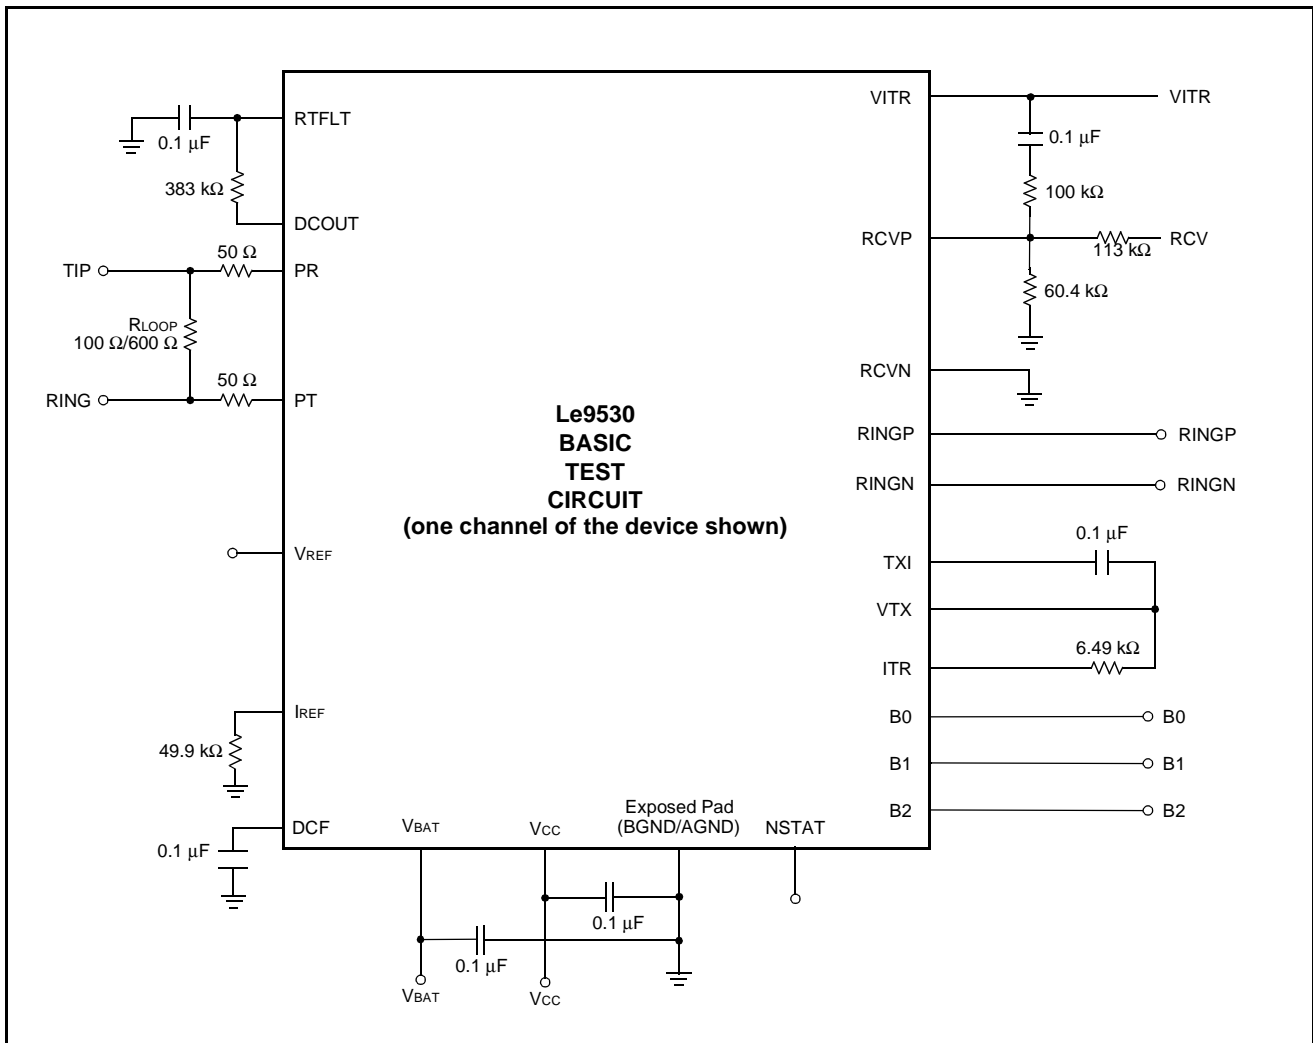 RTFLT
0.1 μF
383 kΩ
DCOUT
50 Ω
TIP
PR
RLOOP
100 Ω/600 Ω
50 Ω
RING
PT
VREF
IREF
49.9 kΩ
DCF
0.1 μF
Le9530
BASIC
TEST
CIRCUIT
(one channel of the device shown)
VITR
VITR
0.1 μF
100 kΩ
RCVP
RCV
113 kΩ
60.4 kΩ
RCVN
RINGP
RINGP
RINGN
RINGN
0.1 μF
TXI
VTX
6.49 kΩ
ITR
B0
B0
B1
B1
B2
B2
VBAT
VCC
Exposed Pad
(BGND/AGND)
NSTAT
0.1 μF
0.1 μF
VBAT
VCC